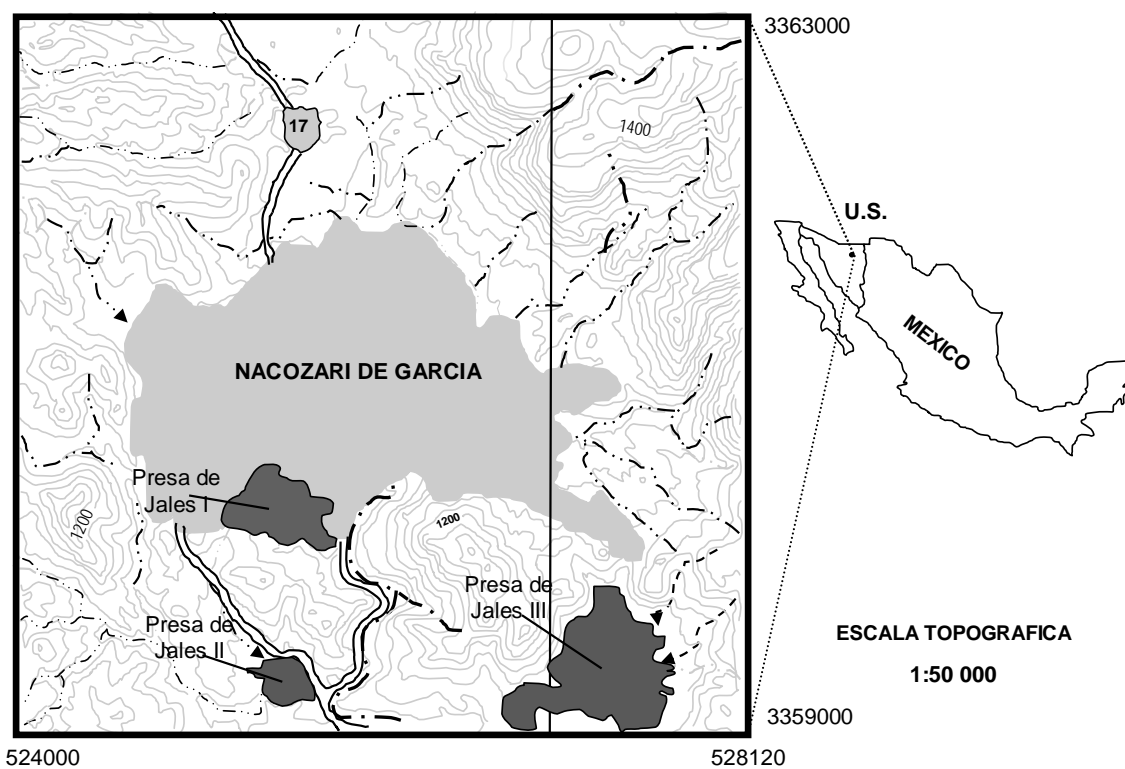 3363000
17
1400
U.S.
MEXICO
NACOZARI DE GARCIA
Presa de
Jales I
1200
1200
Presa de
Jales III
Presa de
Jales II
ESCALA TOPOGRAFICA
1:50 000
3359000
524000
528120